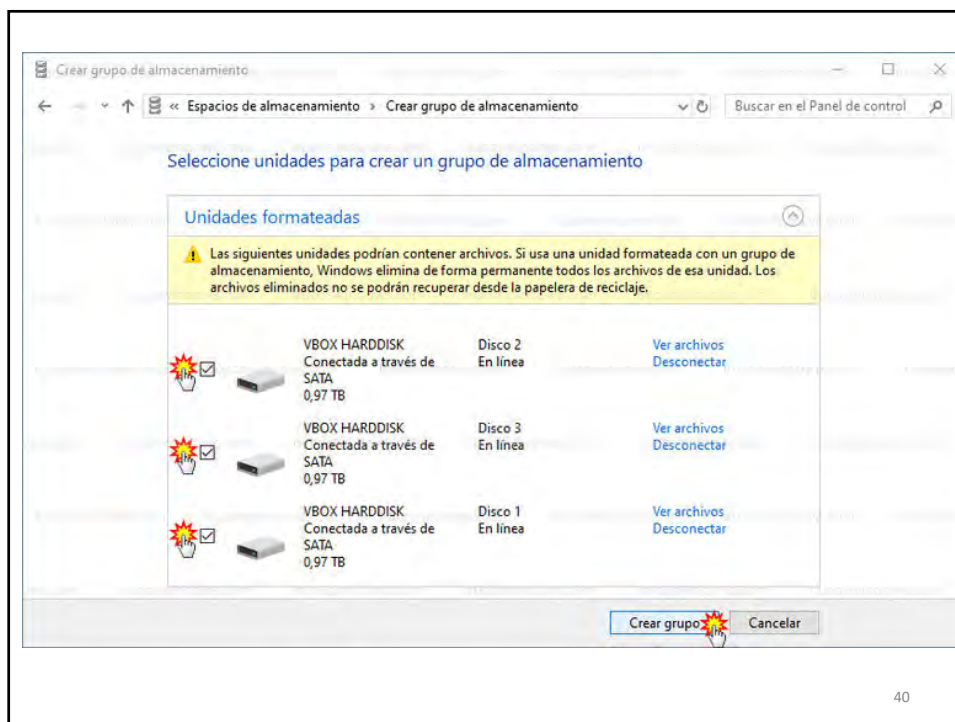 Crear grupo de almacenamiento
« Espacios de almacenamiento › Crear grupo de almacenamiento
Buscar en el Panel de control
Seleccione unidades para crear un grupo de almacenamiento
Unidades formateadas
Las siguientes unidades podrían contener archivos. Si usa una unidad formateada con un grupo de
almacenamiento, Windows elimina de forma permanente todos los archivos de esa unidad. Los
archivos eliminados no se podrán recuperar desde la papelera de reciclaje.
VBOX HARDDISK Disco 2 Ver archivos
Conectada a través de En línea Desconectar
SATA
0,97 TB
VBOX HARDDISK Disco 3 Ver archivos
Conectada a través de En línea Desconectar
SATA
0,97 TB
VBOX HARDDISK Disco 1 Ver archivos
Conectada a través de En línea Desconectar
SATA
0,97 TB
Crear grupo Cancelar
40